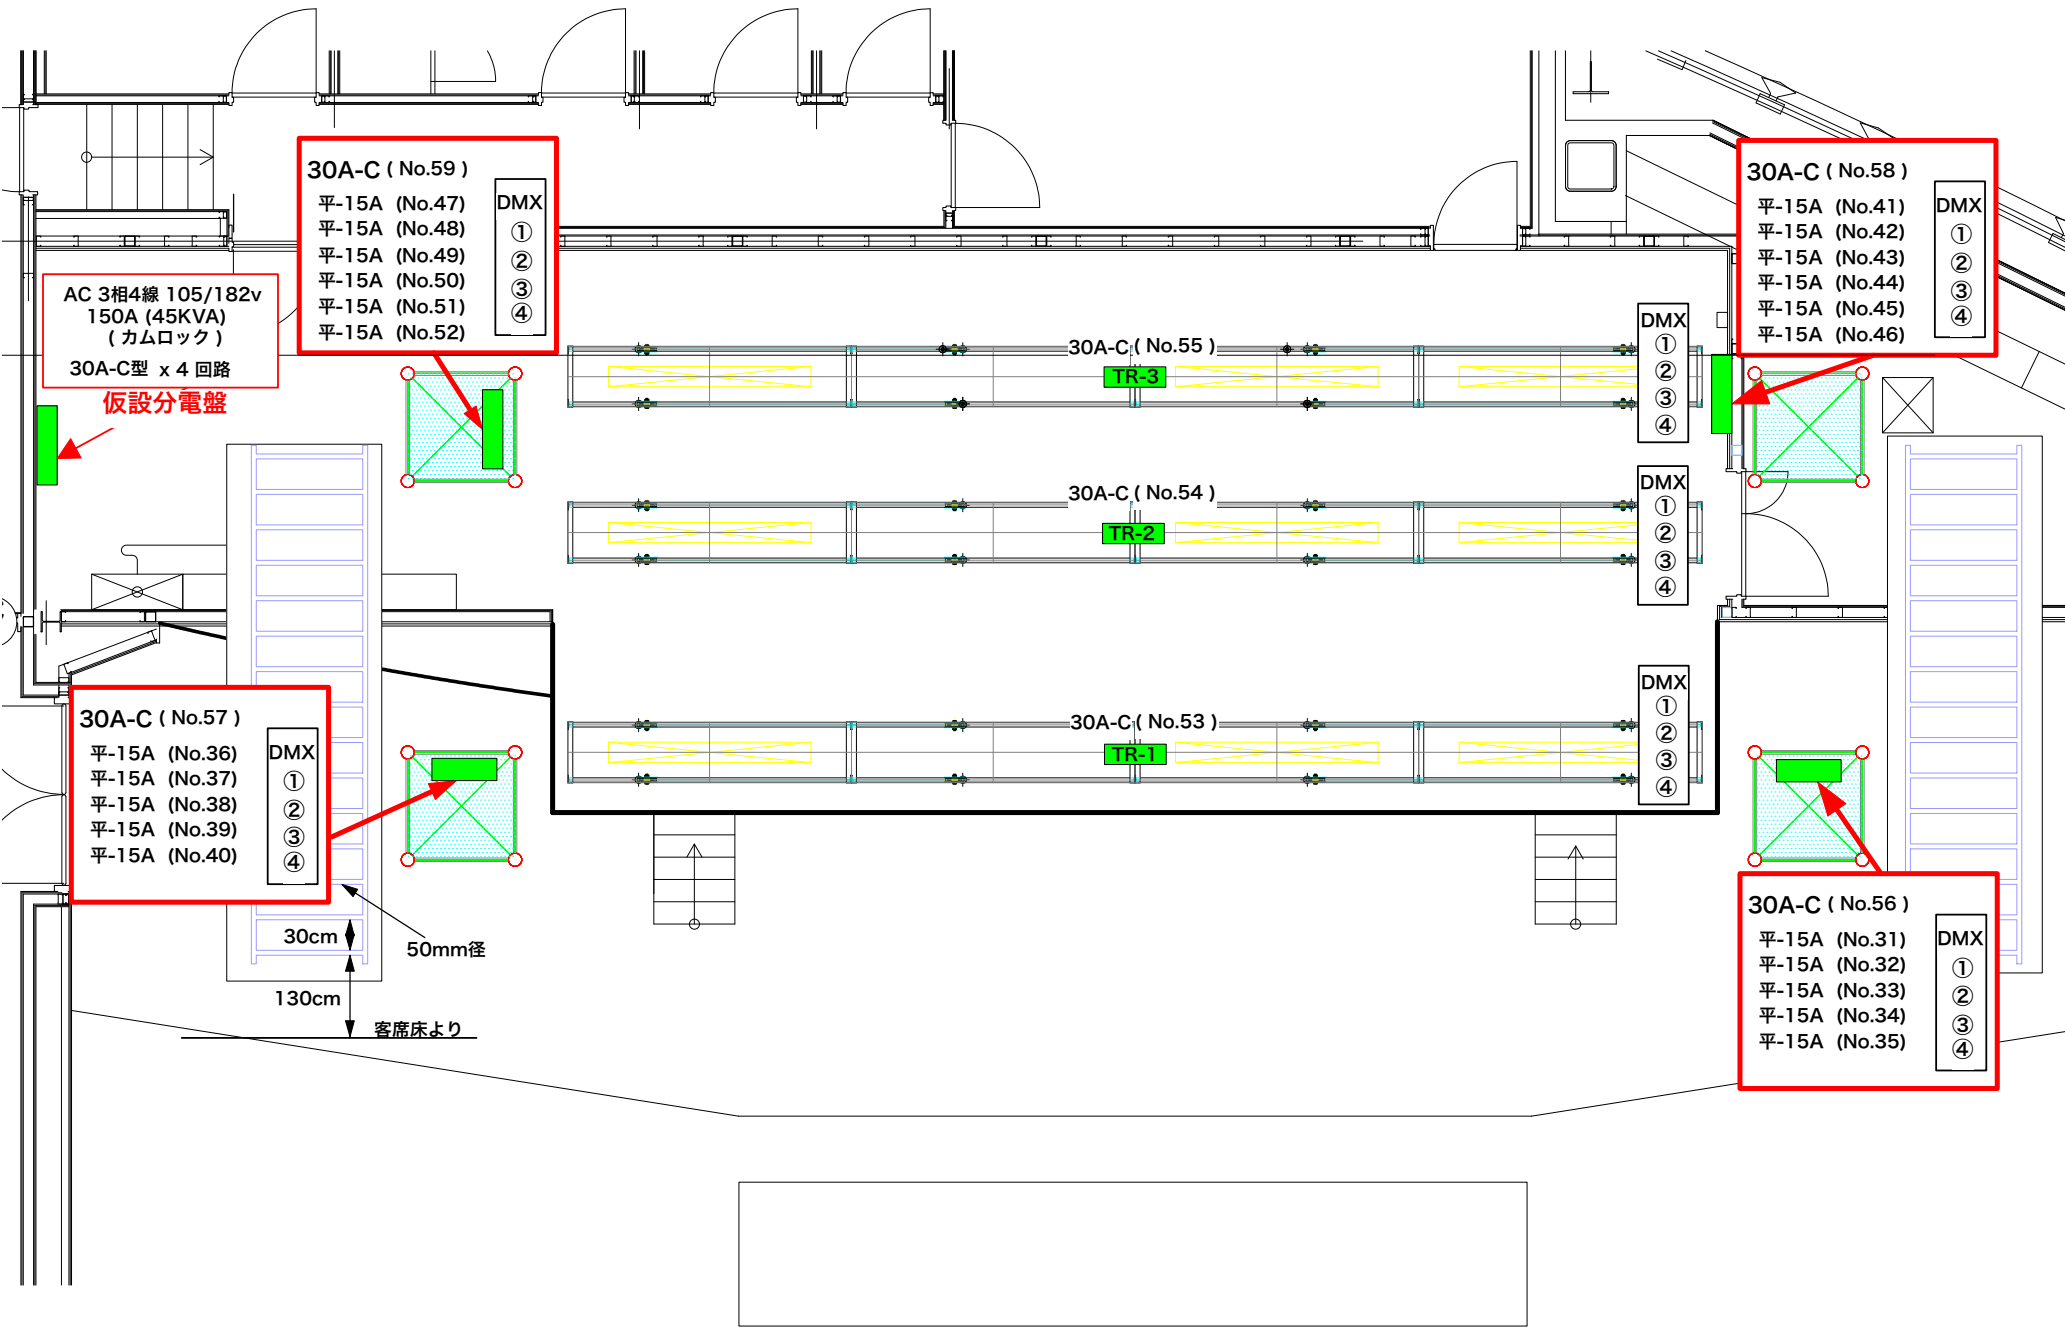 30A-C ( No.59 )
平-15A (No.47)
平-15A (No.48)
平-15A (No.49)
平-15A (No.50)
平-15A (No.51)
平-15A (No.52)
DMX
①
②
③
④
30A-C ( No.58 )
平-15A (No.41)
平-15A (No.42)
平-15A (No.43)
平-15A (No.44)
平-15A (No.45)
平-15A (No.46)
DMX
①
②
③
④
AC 3相4線 105/182v
150A (45KVA)
( カムロック )
30A-C型 x 4 回路
仮設分電盤
30A-C ( No.55 )
TR-3
DMX
①
②
③
④
30A-C ( No.54 )
TR-2
DMX
①
②
③
④
30A-C ( No.53 )
TR-1
DMX
①
②
③
④
30A-C ( No.57 )
平-15A (No.36)
平-15A (No.37)
平-15A (No.38)
平-15A (No.39)
平-15A (No.40)
DMX
①
②
③
④
30A-C ( No.56 )
平-15A (No.31)
平-15A (No.32)
平-15A (No.33)
平-15A (No.34)
平-15A (No.35)
DMX
①
②
③
④
30cm
50mm径
130cm
客席床より